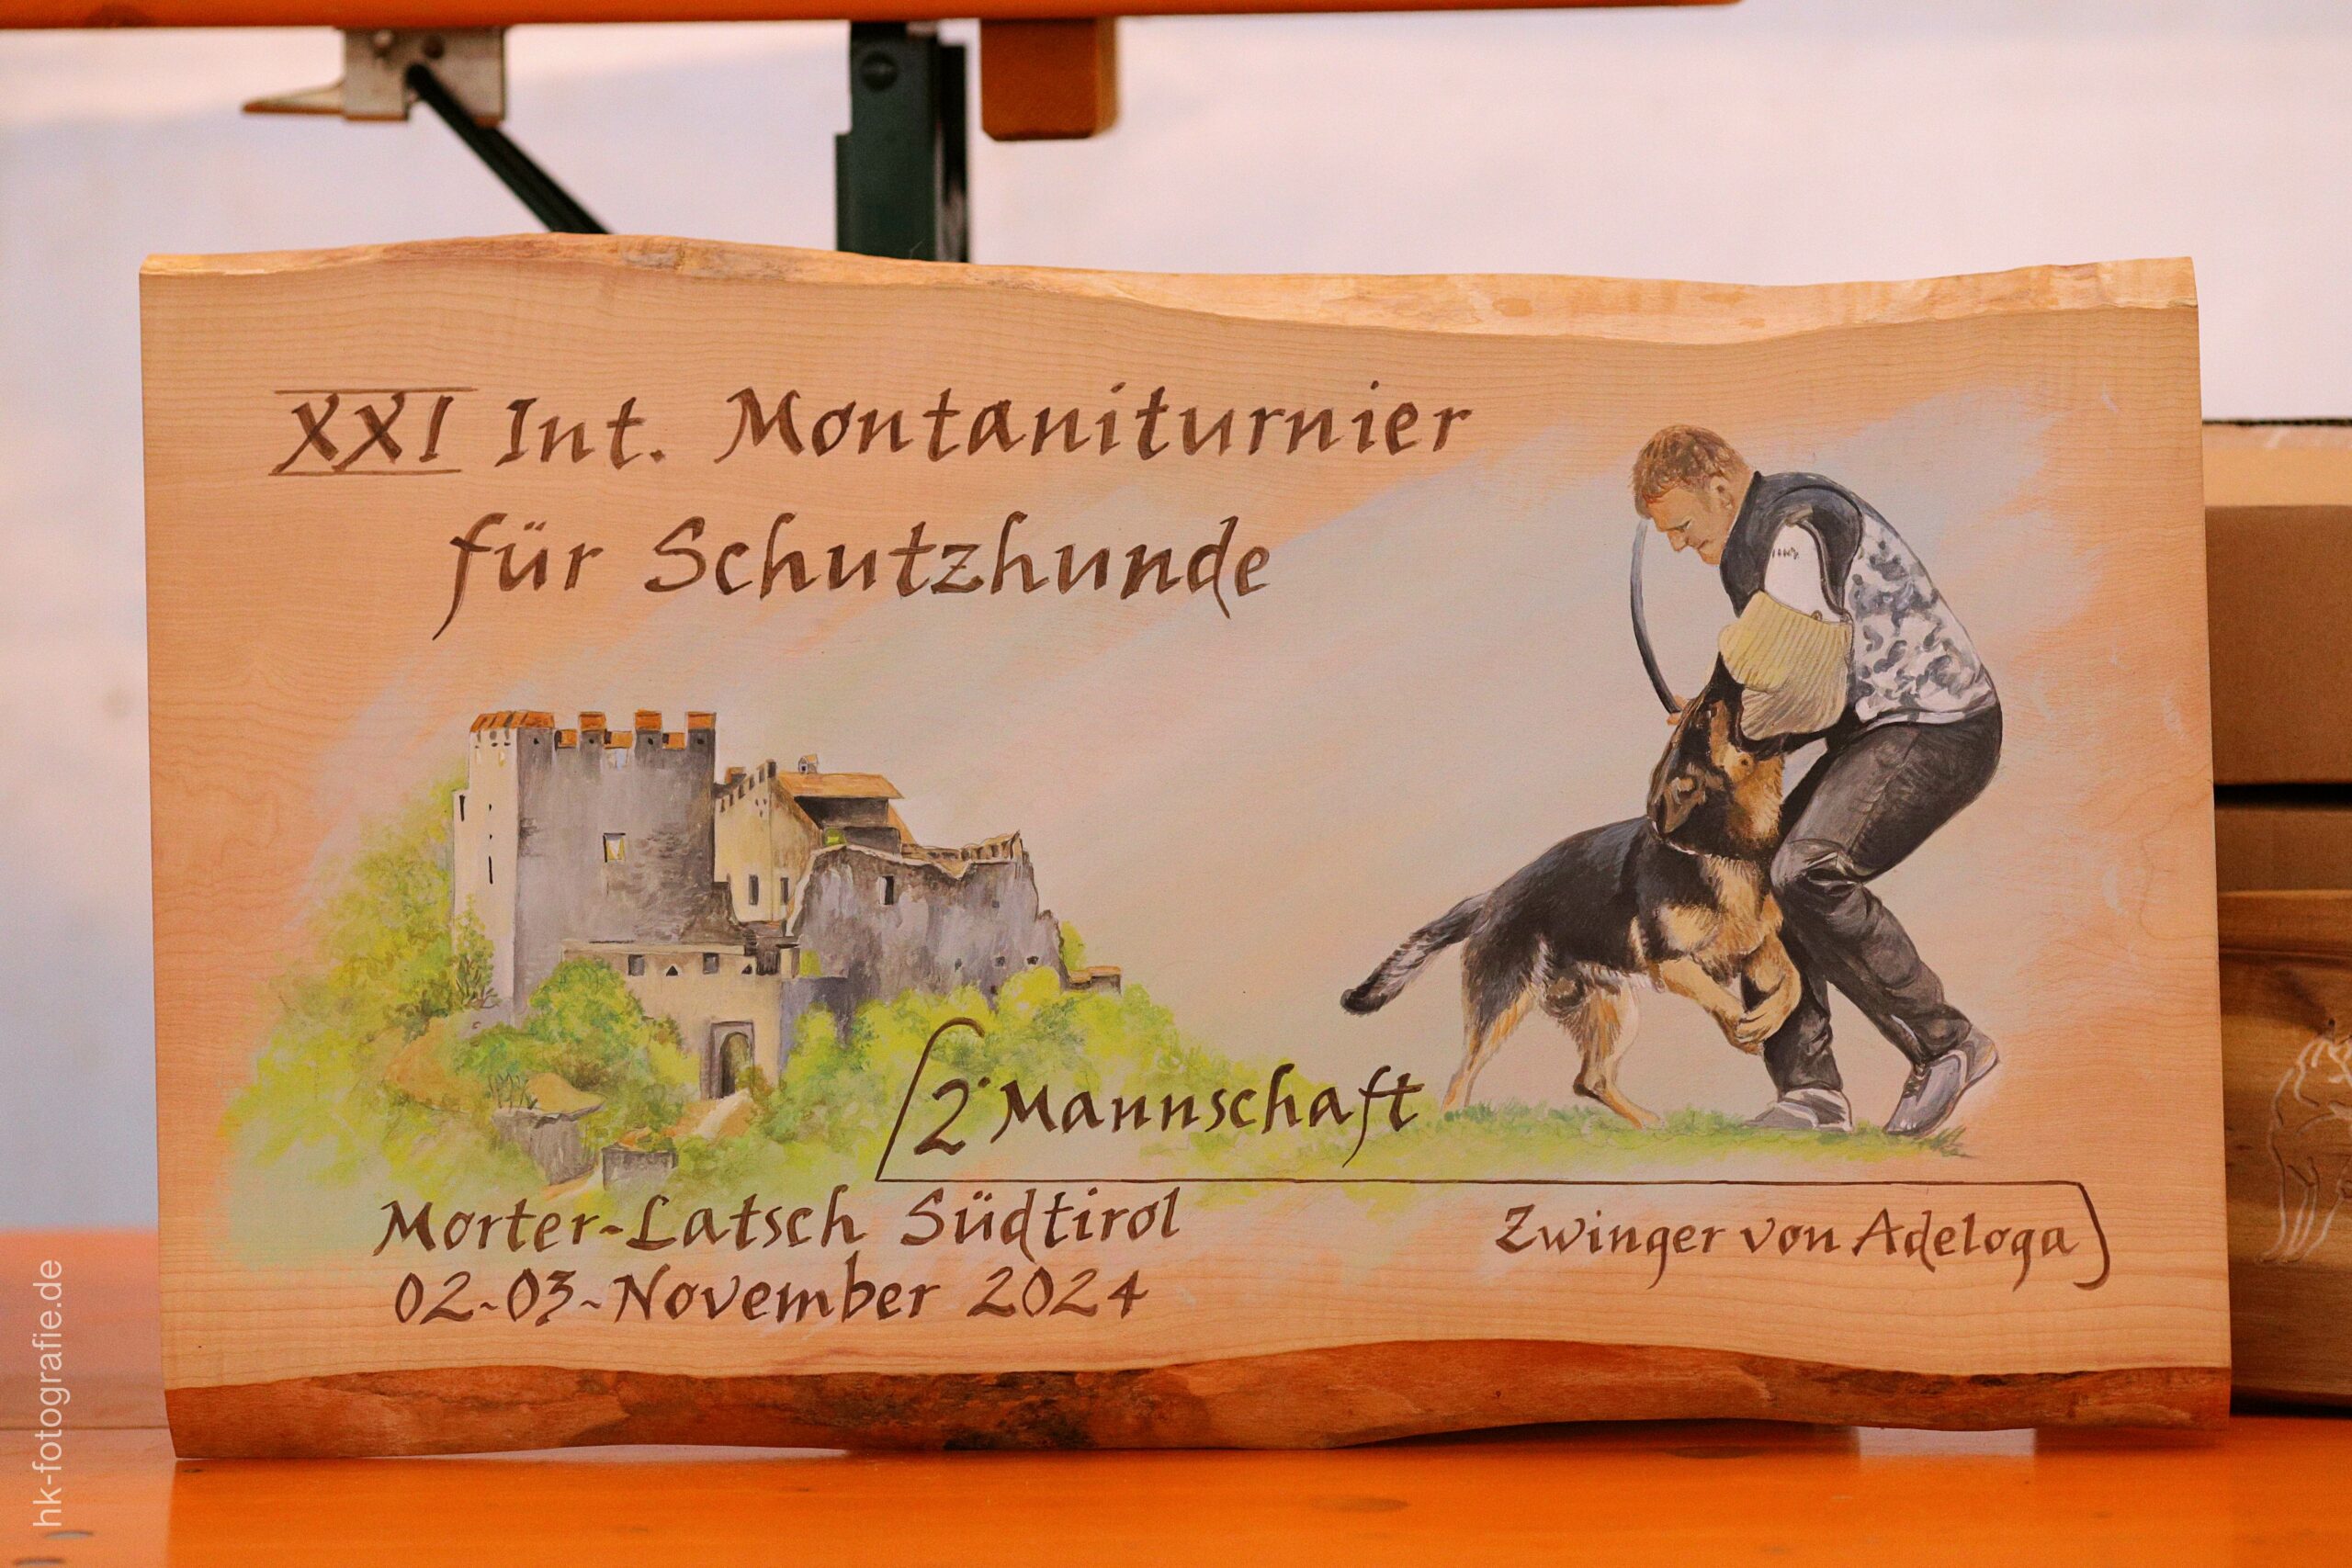 XXI Int. Montaniturnier
für Schutzhunde
2. Mannschaft
Morter-Latsch Südtirol
02-03-November 2024
Zwinger von Adeloga
hk-fotografie.de